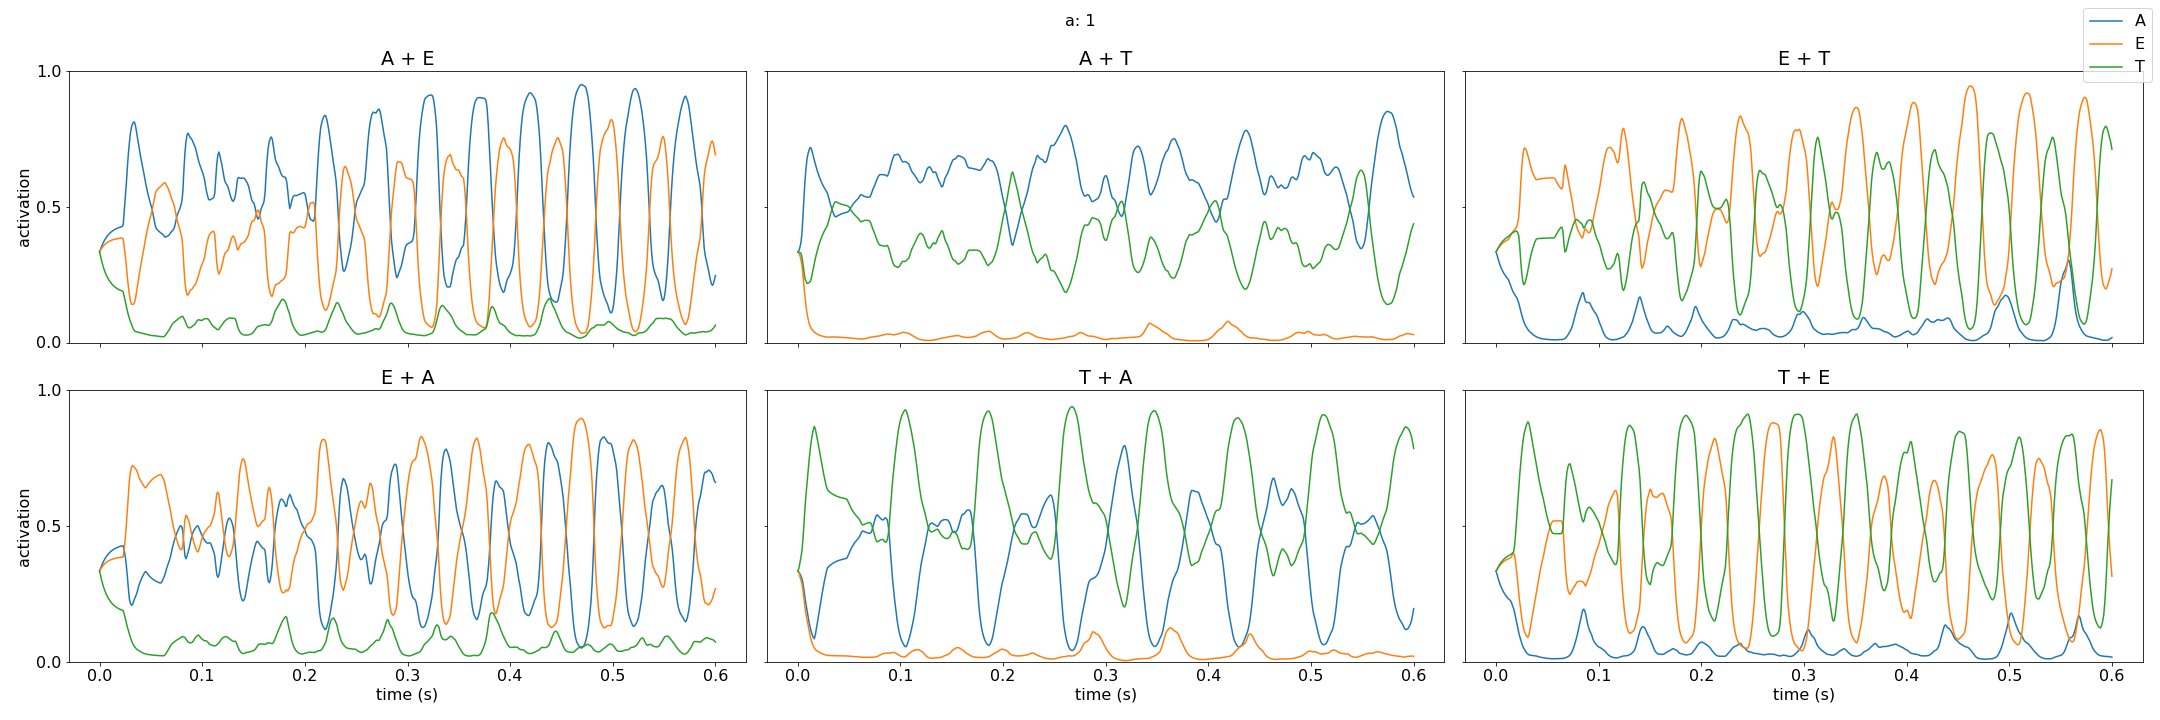 a: 1
A
E
T
A + E
A + T
E + T
1.0
0.5
0.0
activation
E + A
T + A
T + E
1.0
0.5
0.0
activation
0.0 0.1 0.2 0.3 0.4 0.5 0.6
0.0 0.1 0.2 0.3 0.4 0.5 0.6
0.0 0.1 0.2 0.3 0.4 0.5 0.6
time (s)
time (s)
time (s)